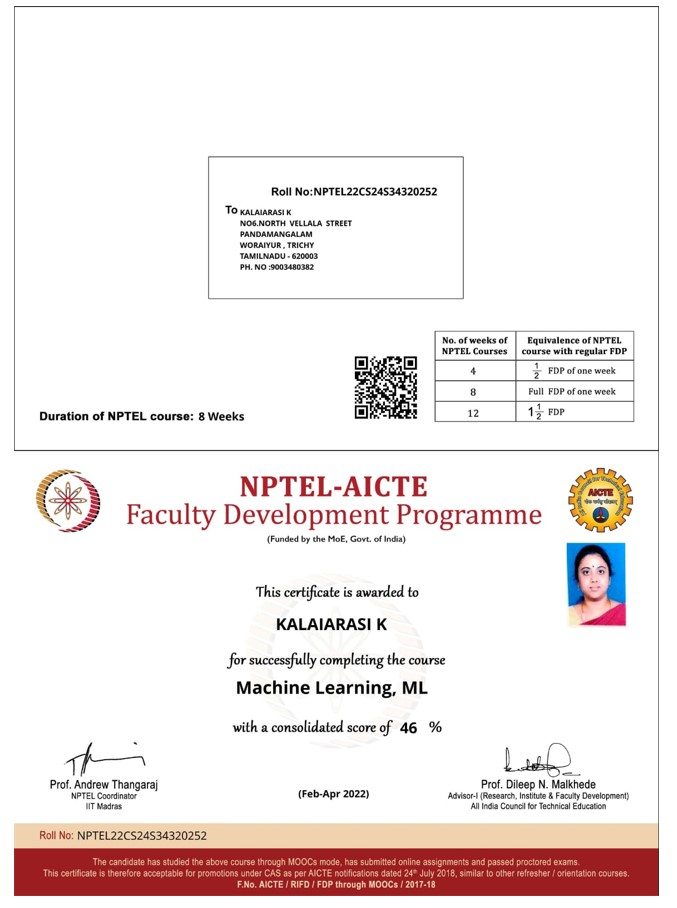 Roll No:NPTEL22CS24S34320252
To KALAIARASI K
NO6.NORTH VELLALA STREET
PANDAMANGALAM
WORAIYUR , TRICHY
TAMILNADU - 620003
PH. NO :9003480382
No. of weeks of NPTEL Courses
Equivalence of NPTEL course with regular FDP
4 1/2 FDP of one week
8 Full FDP of one week
12 1 1/2 FDP
Duration of NPTEL course: 8 Weeks
NPTEL-AICTE
Faculty Development Programme
(Funded by the MoE, Govt. of India)
AICTE
This certificate is awarded to
KALAIARASI K
for successfully completing the course
Machine Learning, ML
with a consolidated score of 46 %
Prof. Andrew Thangaraj
NPTEL Coordinator
IIT Madras
(Feb-Apr 2022)
Prof. Dileep N. Malkhede
Advisor-I (Research, Institute & Faculty Development)
All India Council for Technical Education
Roll No: NPTEL22CS24S34320252
The candidate has studied the above course through MOOCs mode, has submitted online assignments and passed proctored exams.
This certificate is therefore acceptable for promotions under CAS as per AICTE notifications dated 24th July 2018, similar to other refresher / orientation courses.
F.No. AICTE / RIFD / FDP through MOOCs / 2017-18